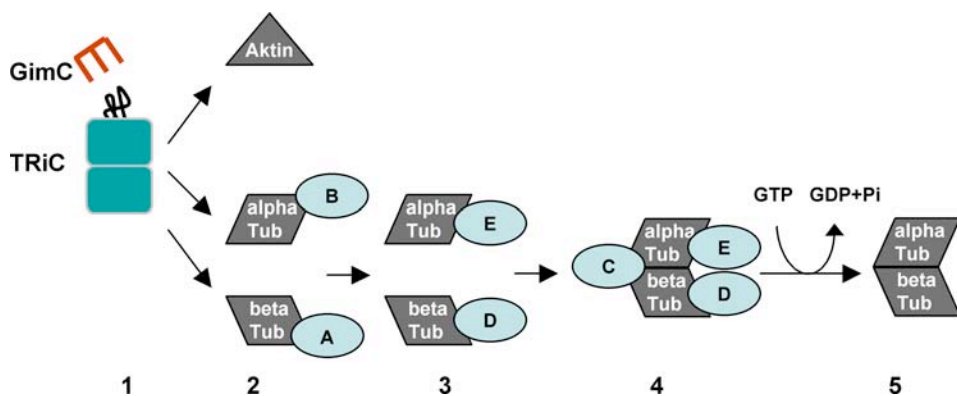 GimC
Aktin
TRiC
B
alpha
Tub
E
alpha
Tub
alpha
Tub
E
C
GTP
GDP+Pi
alpha
Tub
beta
Tub
A
beta
Tub
D
beta
Tub
D
beta
Tub
1
2
3
4
5